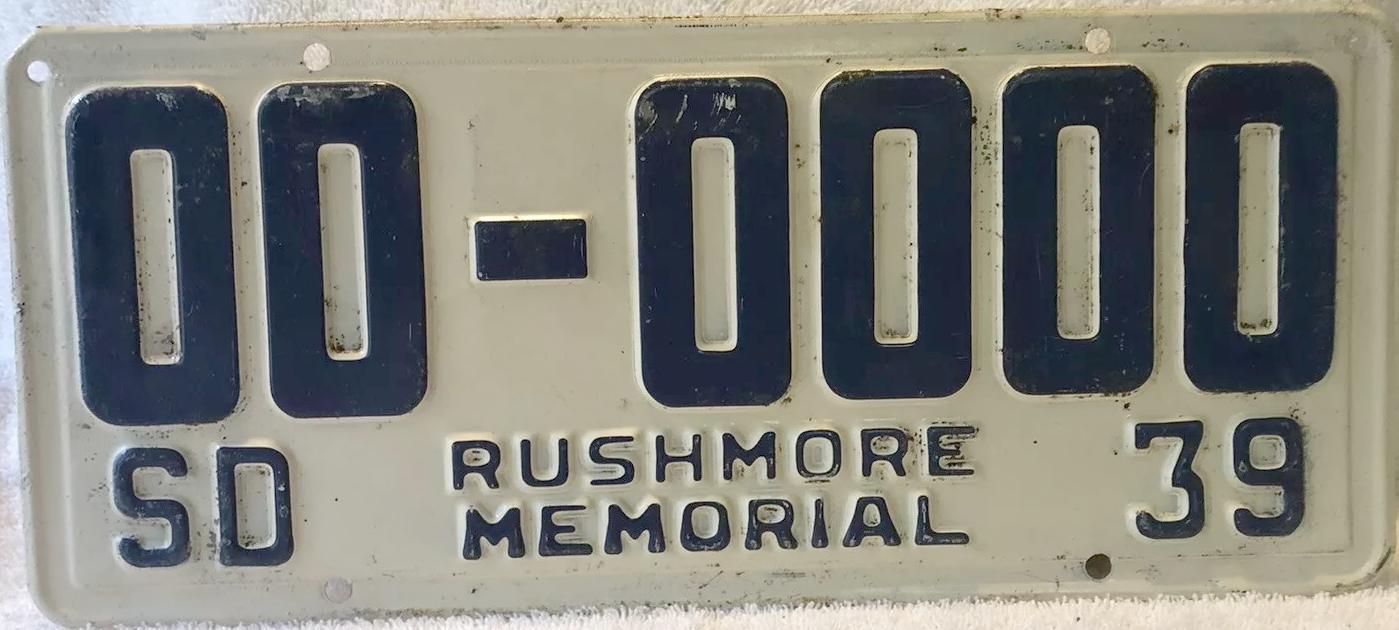 00-0000
SD RUSHMORE 39
MEMORIAL